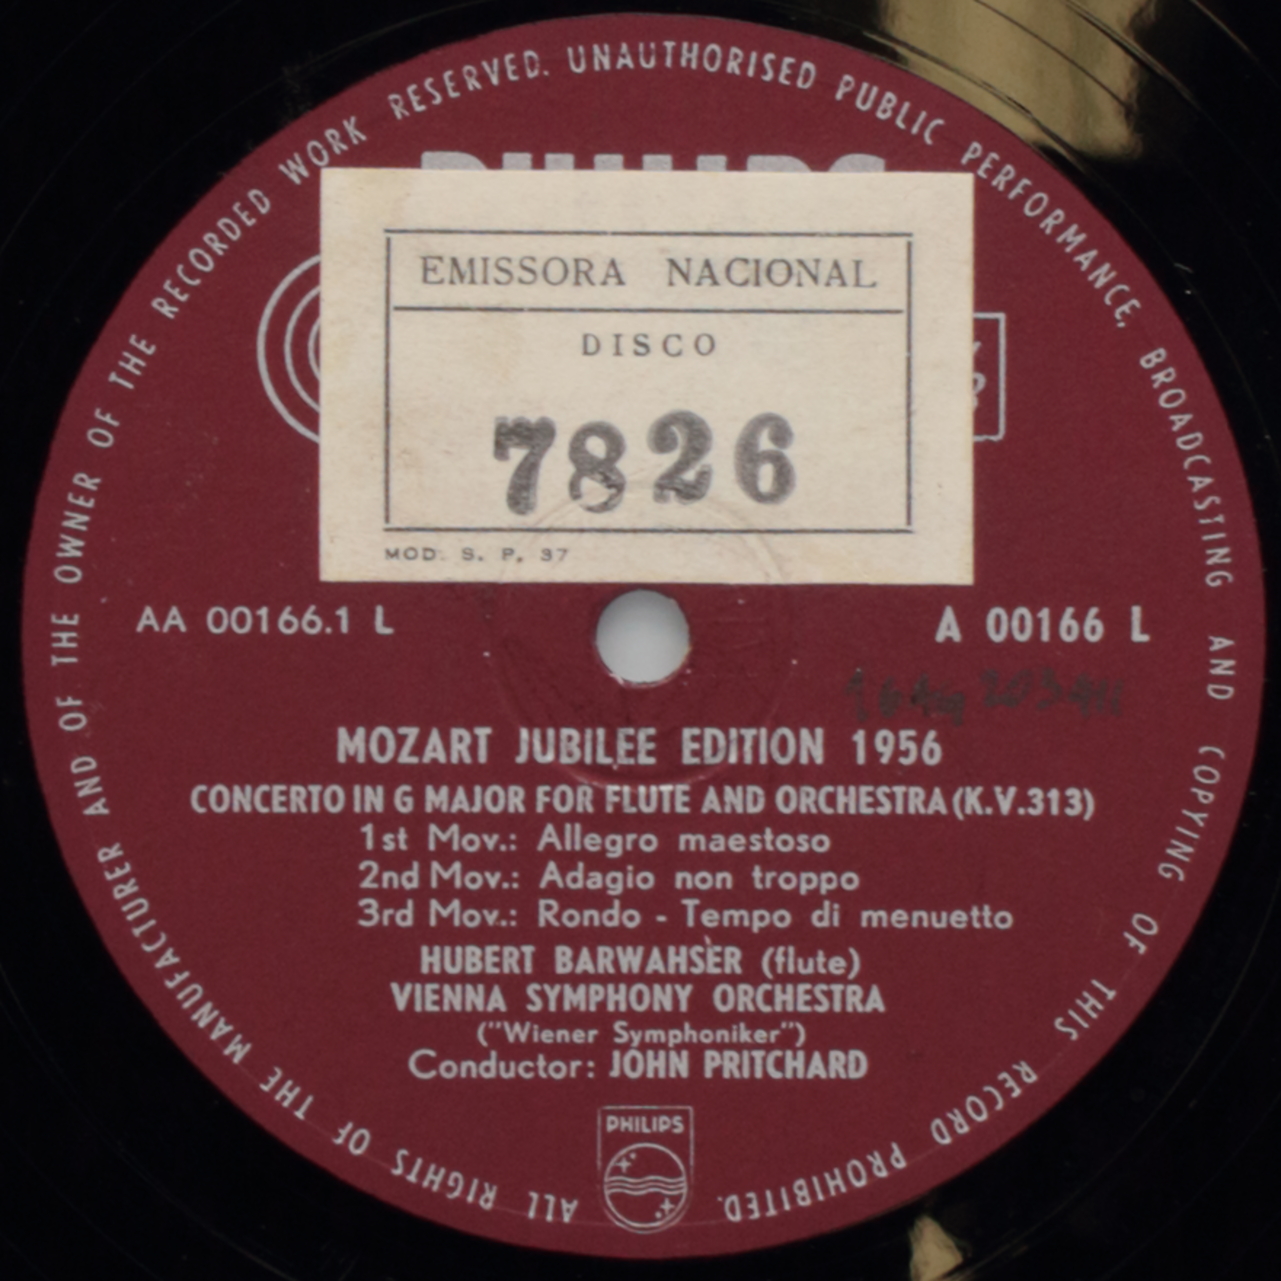 ALL RIGHTS OF THE MANUFACTURER AND OF THE OWNER OF THE RECORDED WORK RESERVED. UNAUTHORISED PUBLIC PERFORMANCE, BROADCASTING AND COPYING OF THIS RECORD PROHIBITED.
PHILIPS
EMISSORA NACIONAL
DISCO
7826
MOD. S. P. 37
AA 00166.1 L
A 00166 L
MOZART JUBILEE EDITION 1956
CONCERTO IN G MAJOR FOR FLUTE AND ORCHESTRA (K.V.313)
1st Mov.: Allegro maestoso
2nd Mov.: Adagio non troppo
3rd Mov.: Rondo - Tempo di menuetto
HUBERT BARWAHSER (flute)
VIENNA SYMPHONY ORCHESTRA
("Wiener Symphoniker")
Conductor: JOHN PRITCHARD
PHILIPS